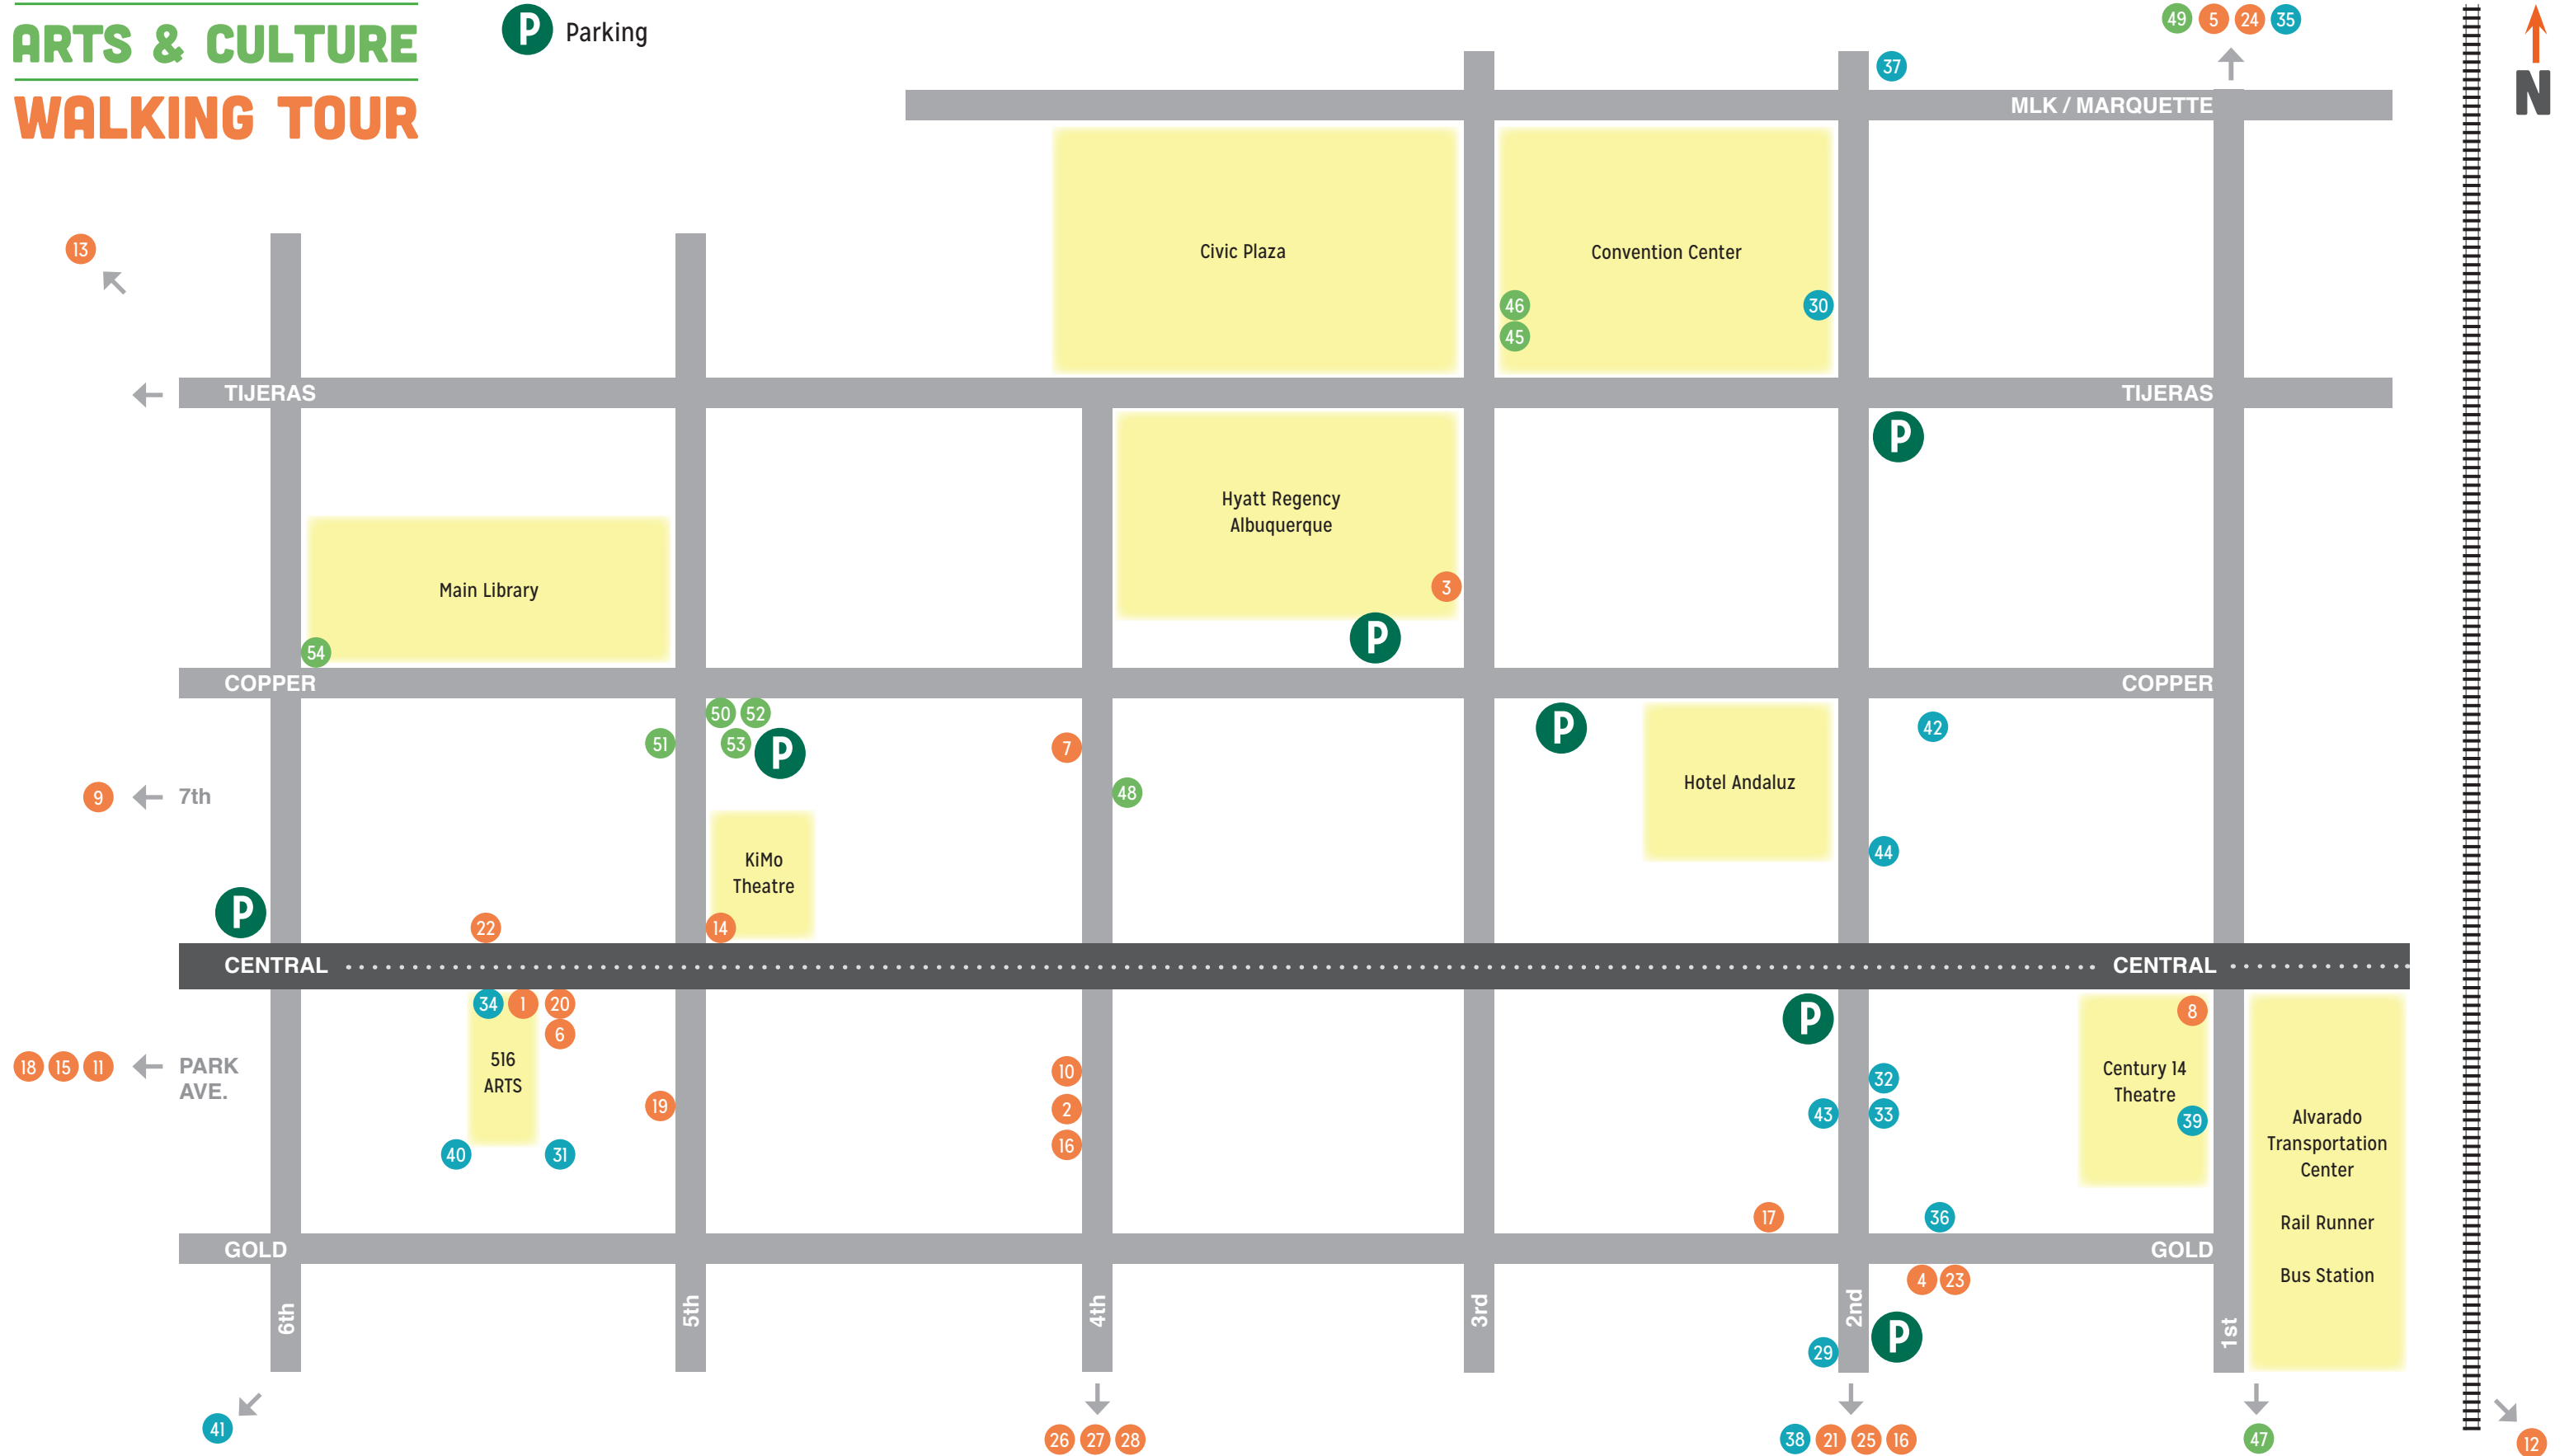 ARTS & CULTURE
WALKING TOUR
P Parking
49 5 24 35
N
37
MLK / MARQUETTE
13
Civic Plaza
Convention Center
46
30
45
TIJERAS
TIJERAS
P
Hyatt Regency
Albuquerque
Main Library
3
P
54
COPPER
COPPER
50 52
51
53
P
7
48
P
42
Hotel Andaluz
9
7th
44
KiMo
Theatre
P
22
14
CENTRAL
CENTRAL
34 1 20
6
516
ARTS
P
8
18 15 11
PARK
AVE.
10
2
16
19
32
43
33
Century 14
Theatre
39
Alvarado
Transportation
Center
Rail Runner
Bus Station
40
31
17
36
GOLD
GOLD
4 23
6th
5th
4th
3rd
2nd
1st
P
29
41
26 27 28
38 21 25 16
47
12